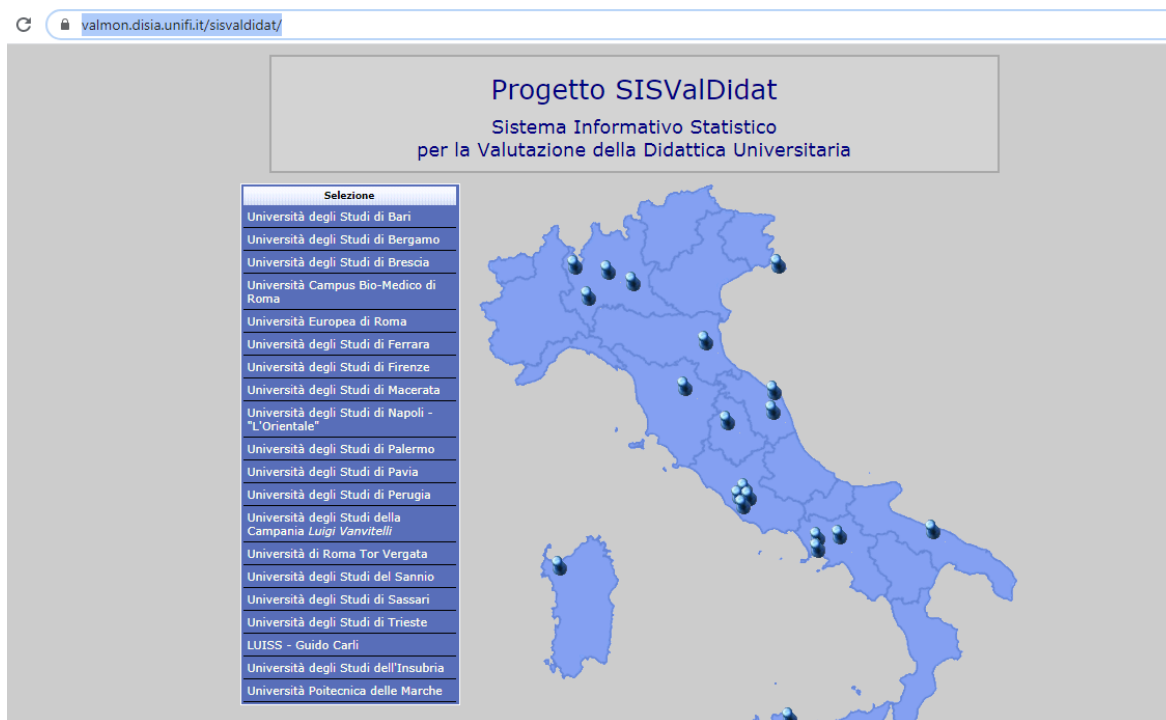 valmon.disia.unifi.it/sisvaldidat/
Progetto SISValDidat
Sistema Informativo Statistico
per la Valutazione della Didattica Universitaria
Selezione
Università degli Studi di Bari
Università degli Studi di Bergamo
Università degli Studi di Brescia
Università Campus Bio-Medico di
Roma
Università Europea di Roma
Università degli Studi di Ferrara
Università degli Studi di Firenze
Università degli Studi di Macerata
Università degli Studi di Napoli -
"L'Orientale"
Università degli Studi di Palermo
Università degli Studi di Pavia
Università degli Studi di Perugia
Università degli Studi della
Campania Luigi Vanvitelli
Università di Roma Tor Vergata
Università degli Studi del Sannio
Università degli Studi di Sassari
Università degli Studi di Trieste
LUISS - Guido Carli
Università degli Studi dell'Insubria
Università Poitecnica delle Marche